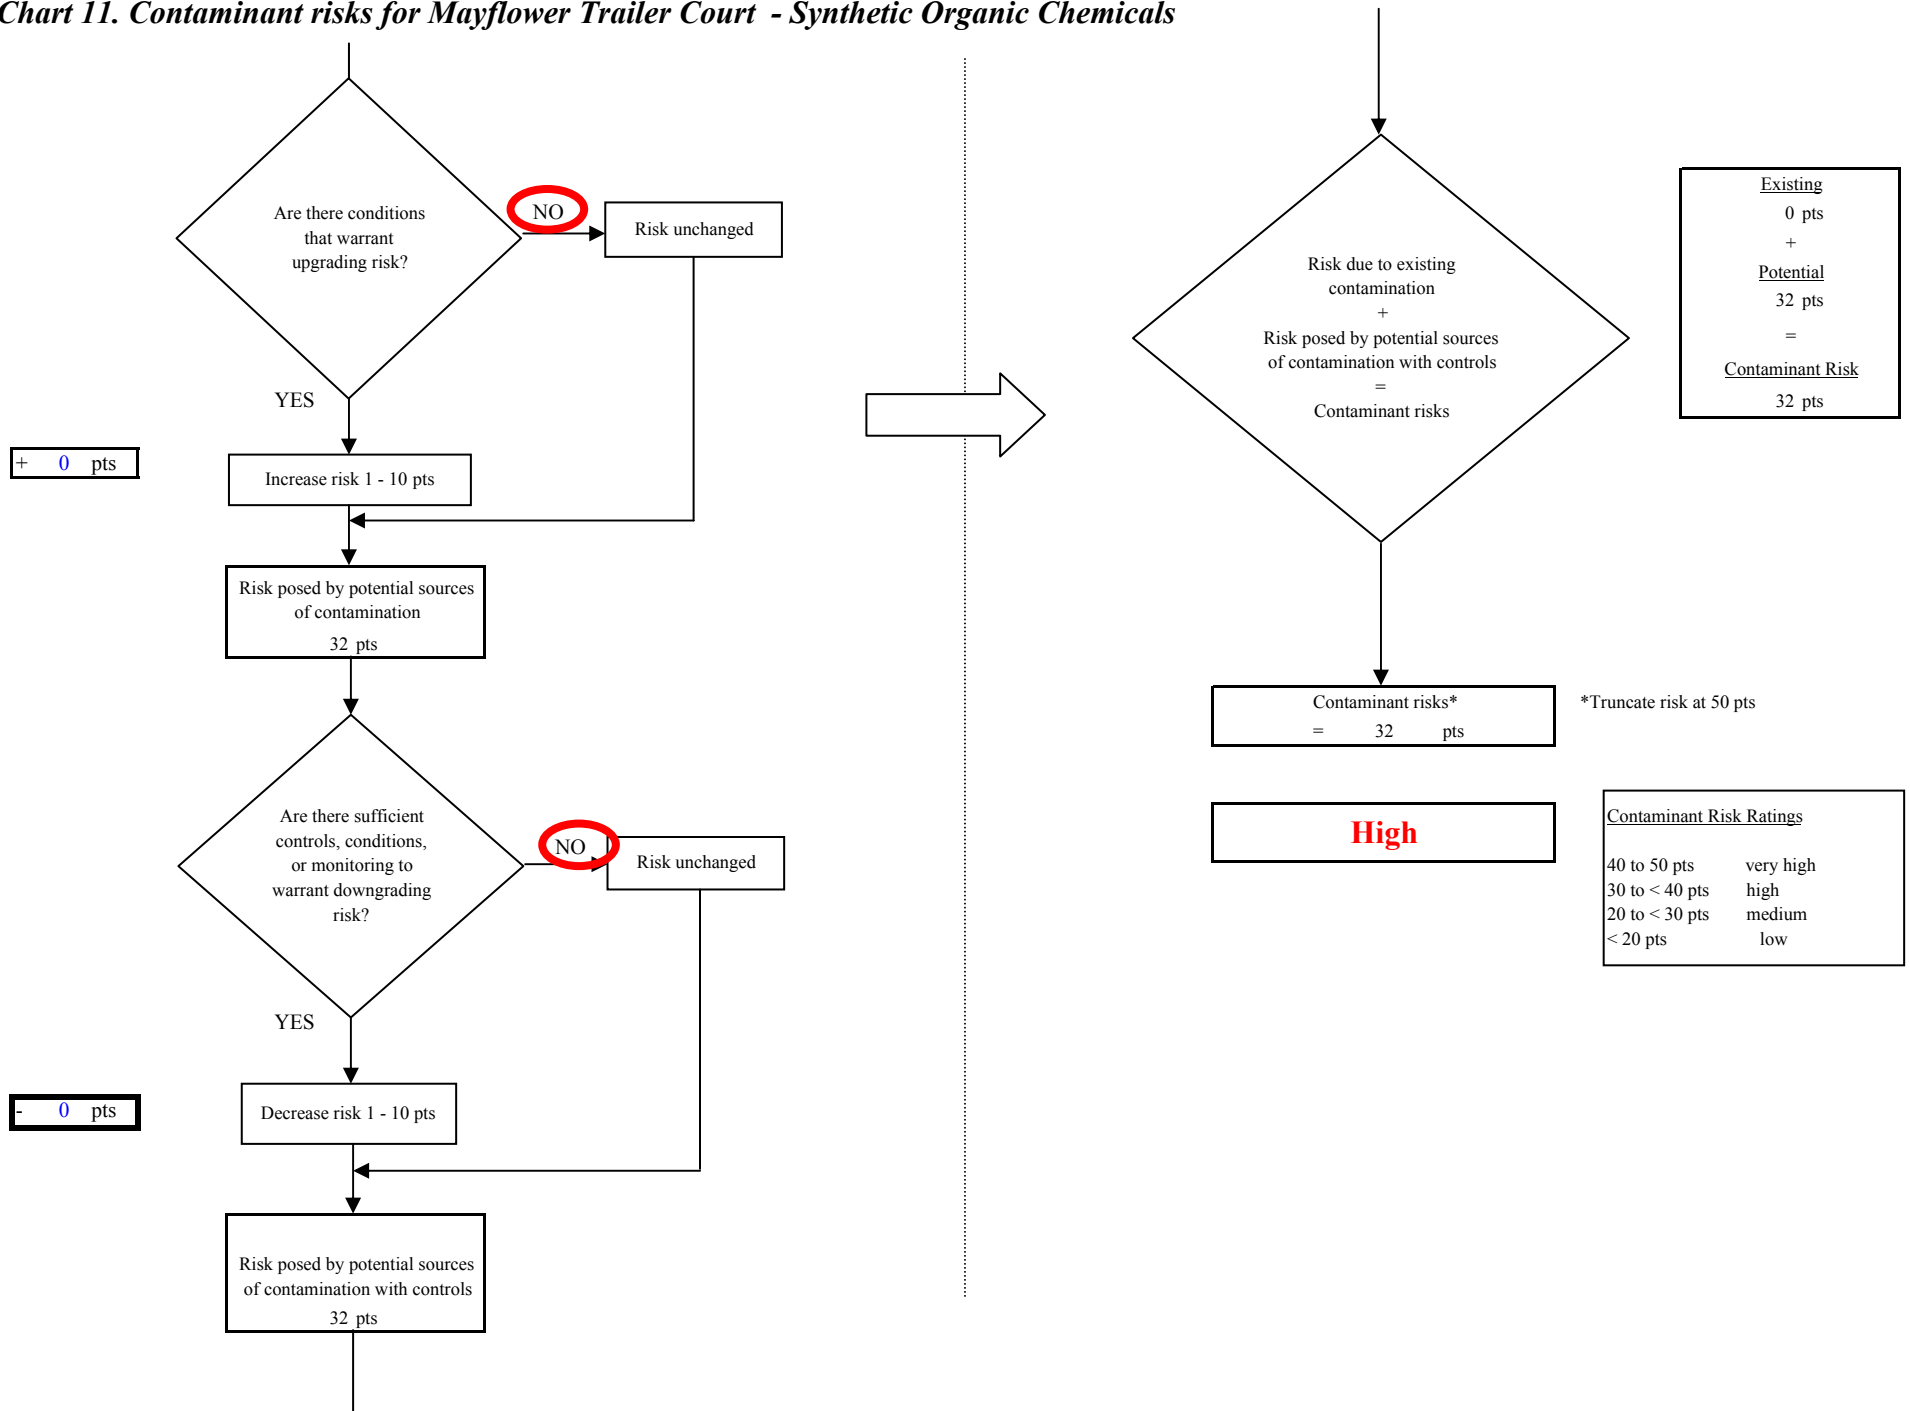 Chart 11. Contaminant risks for Mayflower Trailer Court - Synthetic Organic Chemicals
Are there conditions
that warrant
upgrading risk?
NO
Risk unchanged
YES
+ 0 pts
Increase risk 1 - 10 pts
Risk posed by potential sources
of contamination
32 pts
Are there sufficient
controls, conditions,
or monitoring to
warrant downgrading
risk?
NO
Risk unchanged
YES
- 0 pts
Decrease risk 1 - 10 pts
Risk posed by potential sources
of contamination with controls
32 pts
Risk due to existing
contamination
+
Risk posed by potential sources
of contamination with controls
=
Contaminant risks
Existing
0 pts
+
Potential
32 pts
=
Contaminant Risk
32 pts
Contaminant risks*
= 32 pts
*Truncate risk at 50 pts
High
Contaminant Risk Ratings
40 to 50 pts very high
30 to < 40 pts high
20 to < 30 pts medium
< 20 pts low